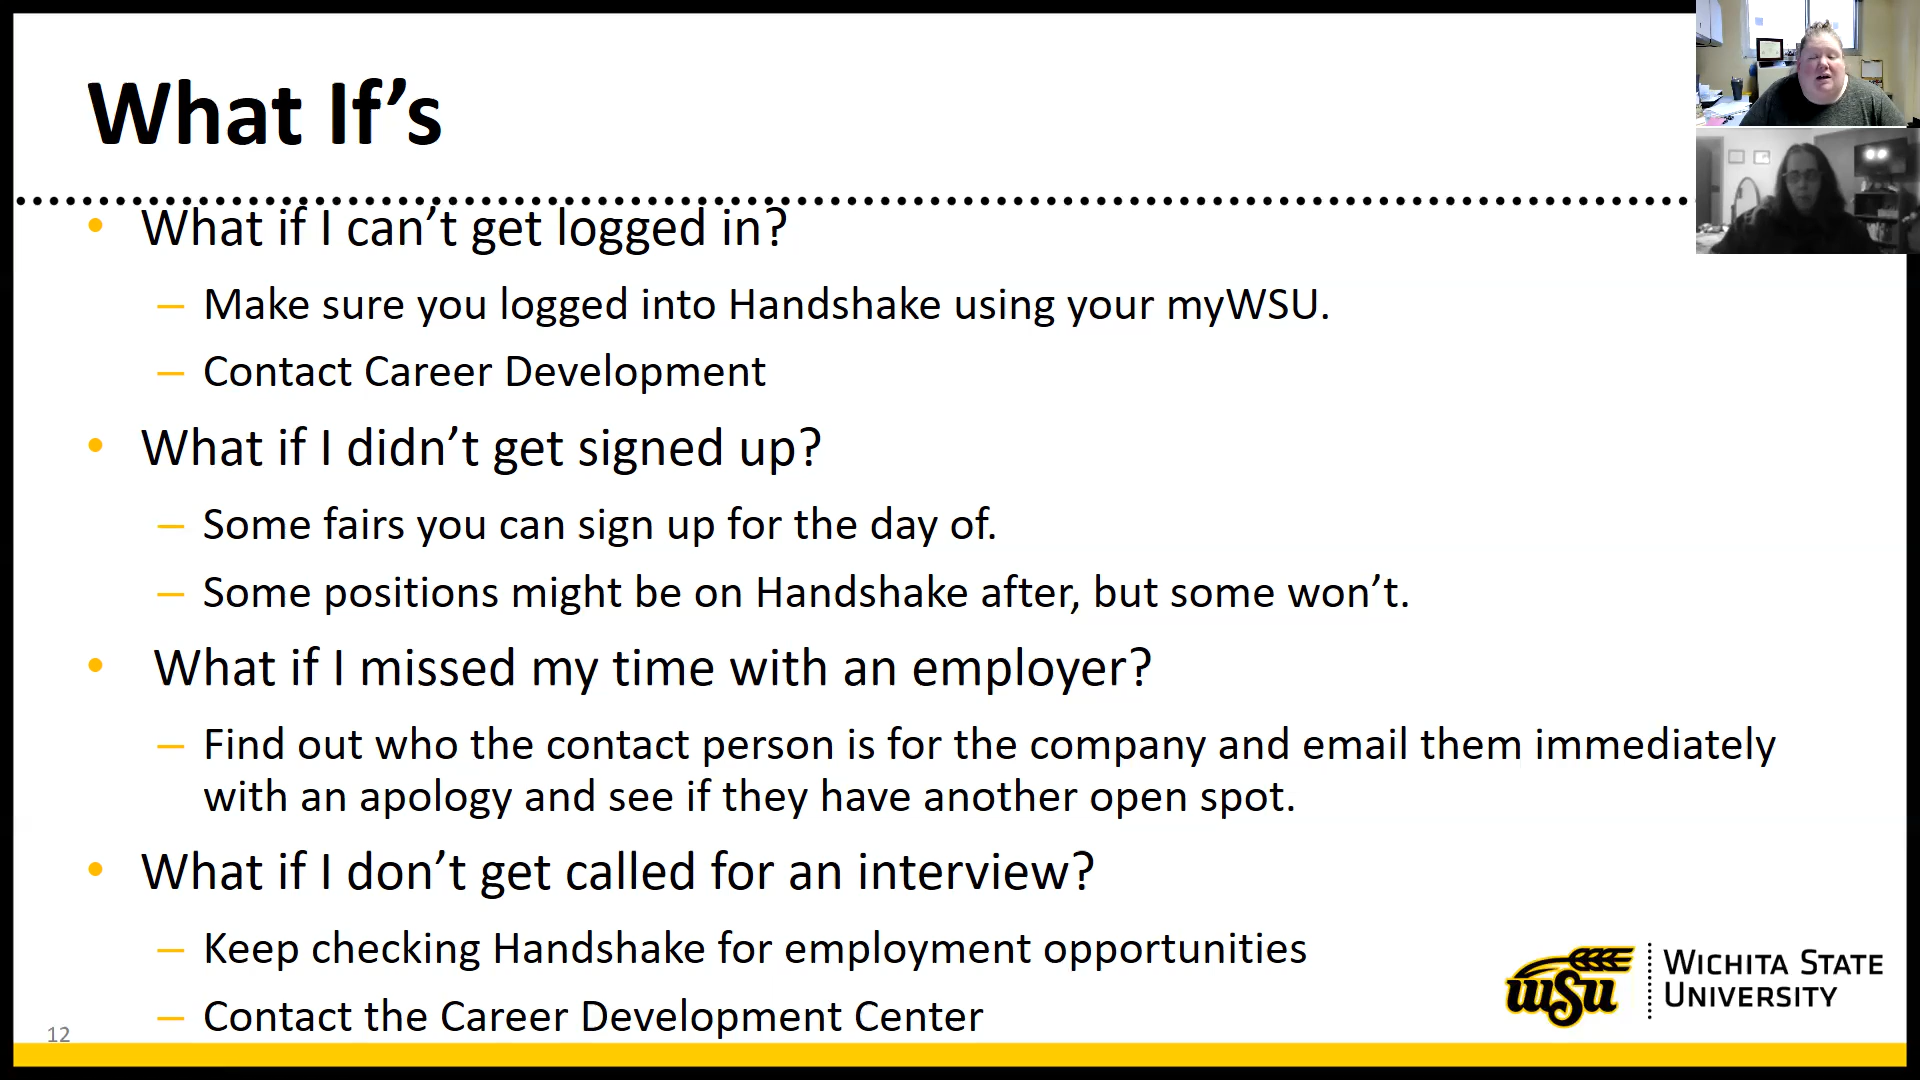 What If’s
• What if I can’t get logged in?
– Make sure you logged into Handshake using your myWSU.
– Contact Career Development
• What if I didn’t get signed up?
– Some fairs you can sign up for the day of.
– Some positions might be on Handshake after, but some won’t.
• What if I missed my time with an employer?
– Find out who the contact person is for the company and email them immediately
with an apology and see if they have another open spot.
• What if I don’t get called for an interview?
– Keep checking Handshake for employment opportunities
– Contact the Career Development Center
12
WSU
WICHITA STATE
UNIVERSITY